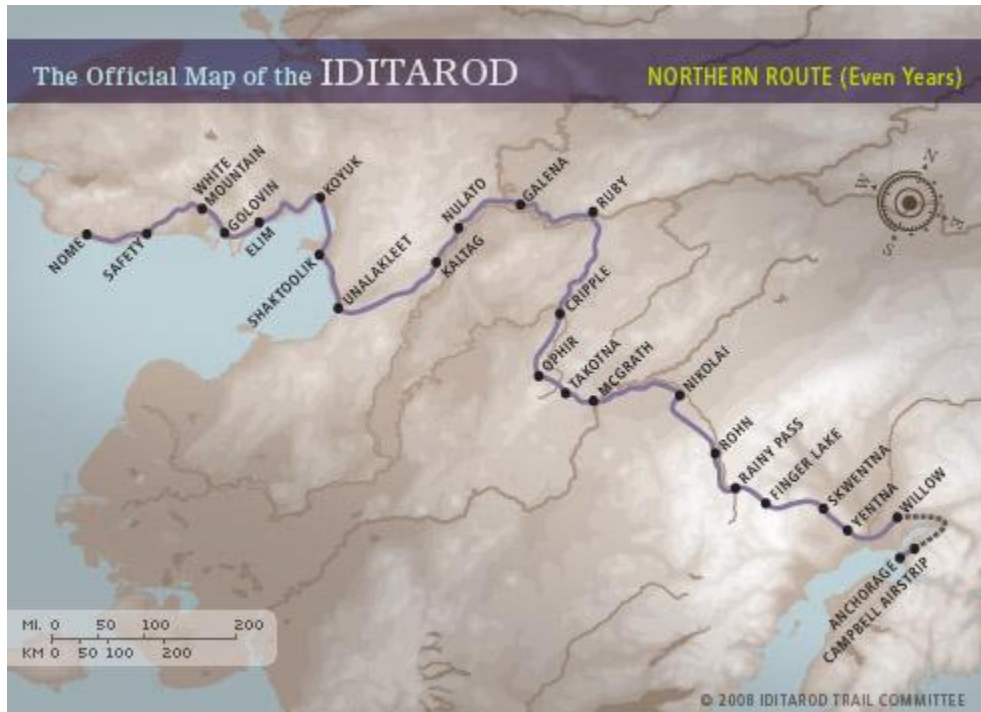 The Official Map of the IDITAROD
NORTHERN ROUTE (Even Years)
N
W
E
S
NOME
SAFETY
WHITE
MOUNTAIN
GOLOVIN
ELIM
KOYUK
SHAKTOOLIK
UNALAKLEET
KALTAG
NULATO
GALENA
RUBY
CRIPPLE
OPHIR
TAKOTNA
MCGRATH
NIKOLAI
ROHN
RAINY PASS
FINGER LAKE
SKWENTNA
YENTNA
WILLOW
ANCHORAGE
CAMPBELL AIRSTRIP
MI. 0 50 100 200
KM 0 50 100 200
© 2008 IDITAROD TRAIL COMMITTEE